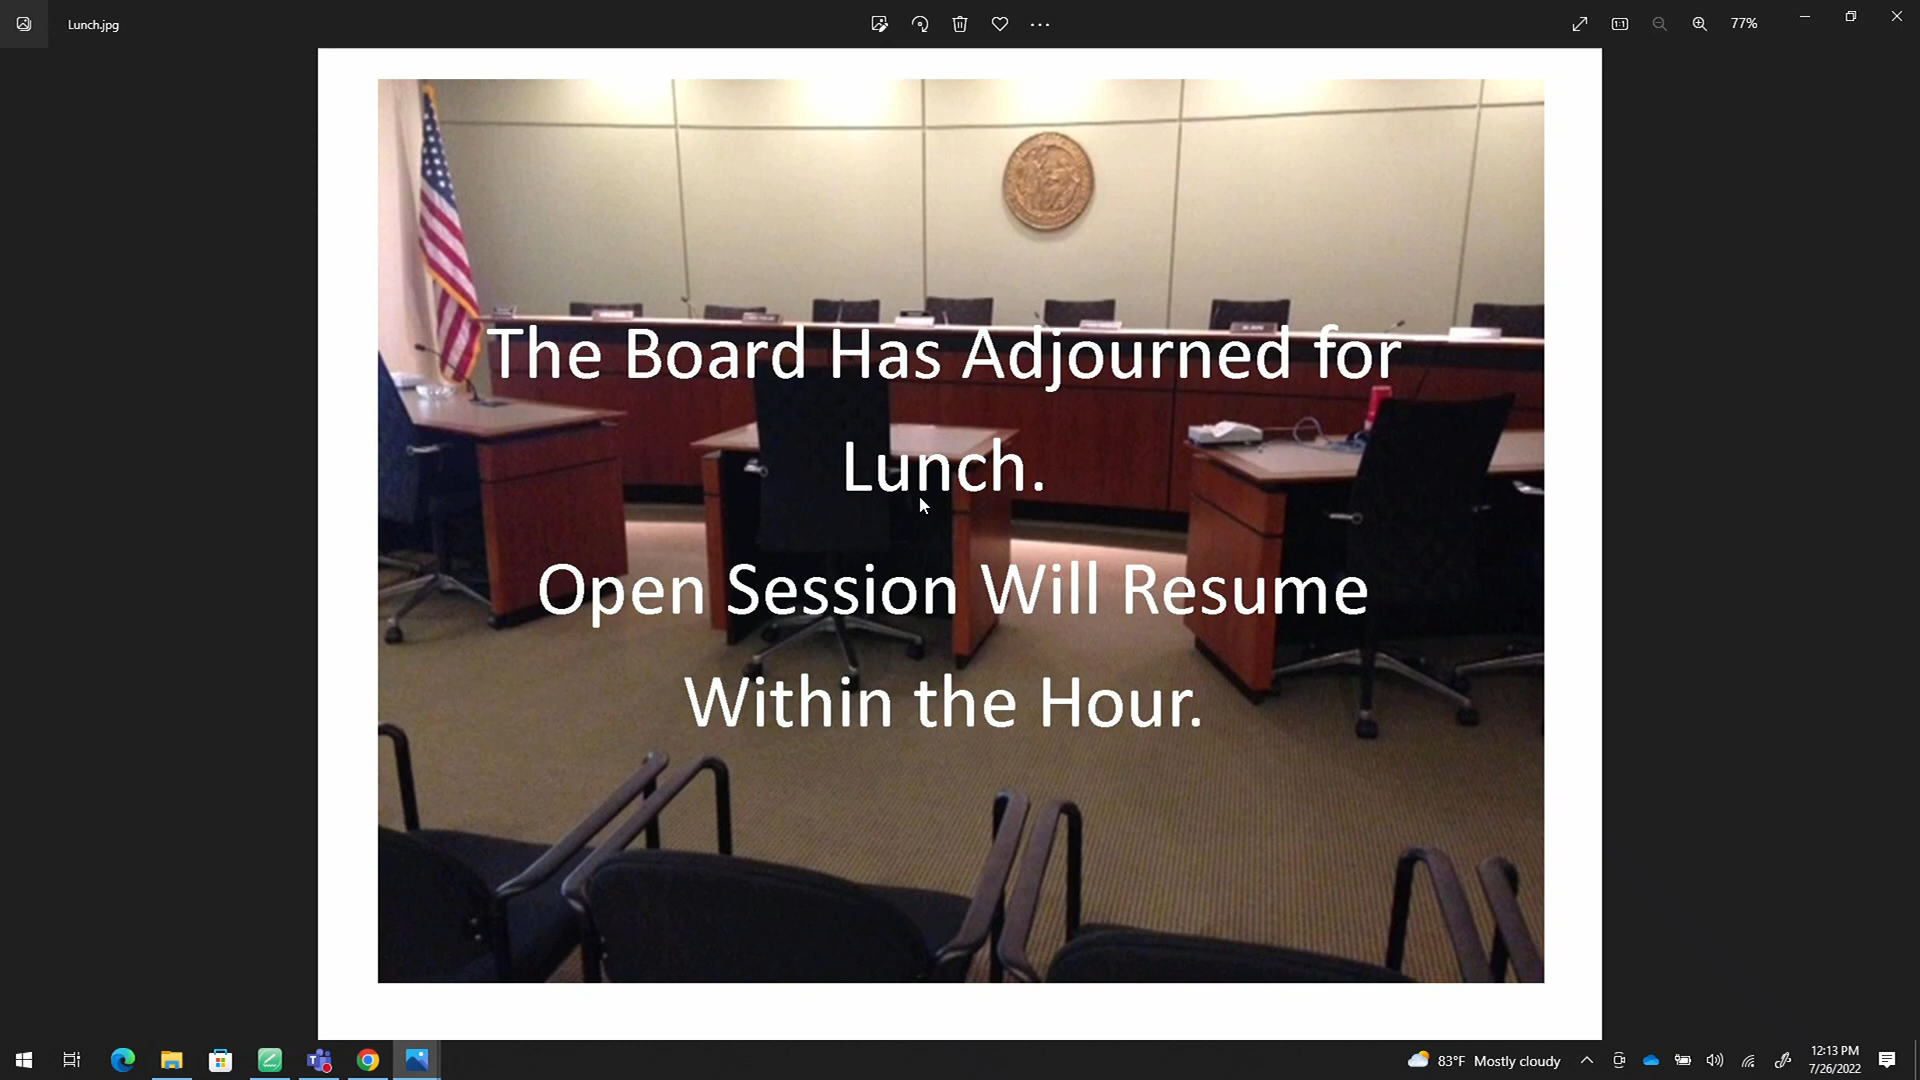 Lunch.jpg
77%
The Board Has Adjourned for
Lunch.
Open Session Will Resume
Within the Hour.
83°F Mostly cloudy
12:13 PM
7/26/2022